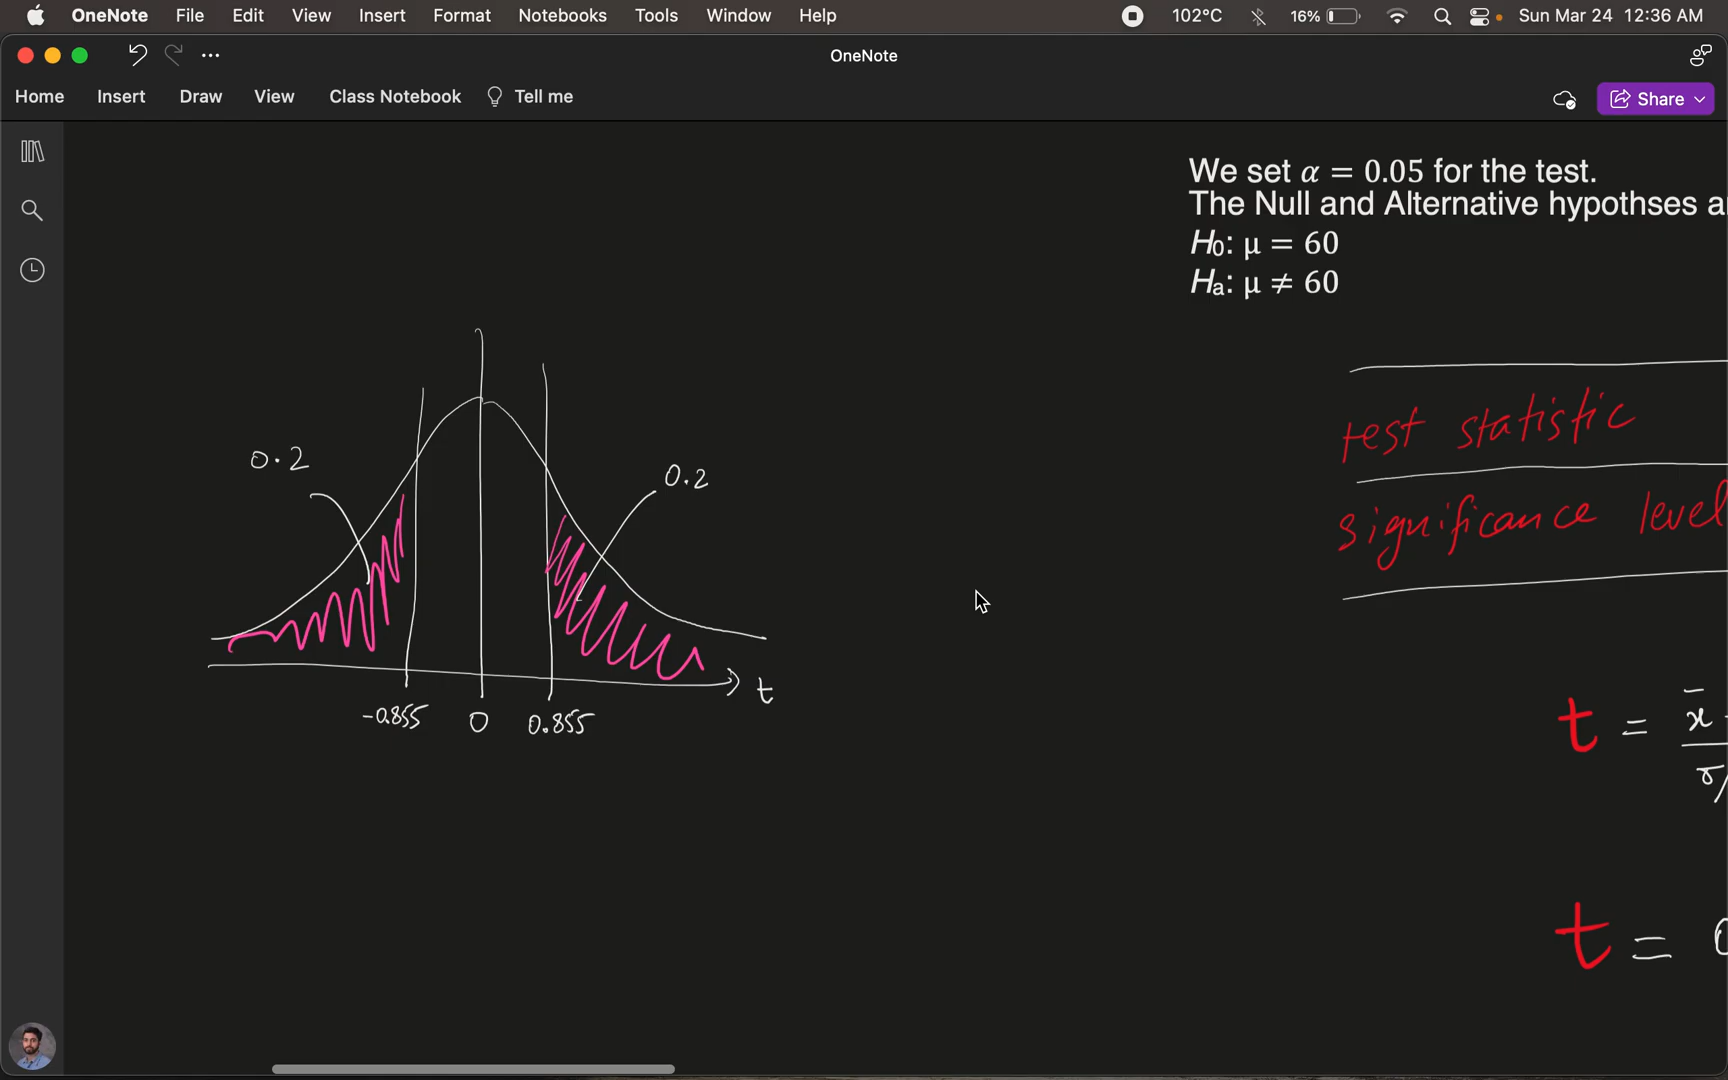 OneNote File Edit View Insert Format Notebooks Tools Window Help 102°C 16% Sun Mar 24 12:36 AM
OneNote
Home Insert Draw View Class Notebook Tell me Share
We set α = 0.05 for the test.
The Null and Alternative hypothses a
H0: μ = 60
Ha: μ ≠ 60
test statistic
significance level
0.2
0.2
t
-0.855 0 0.855
t = x̄
σ/
t = 0